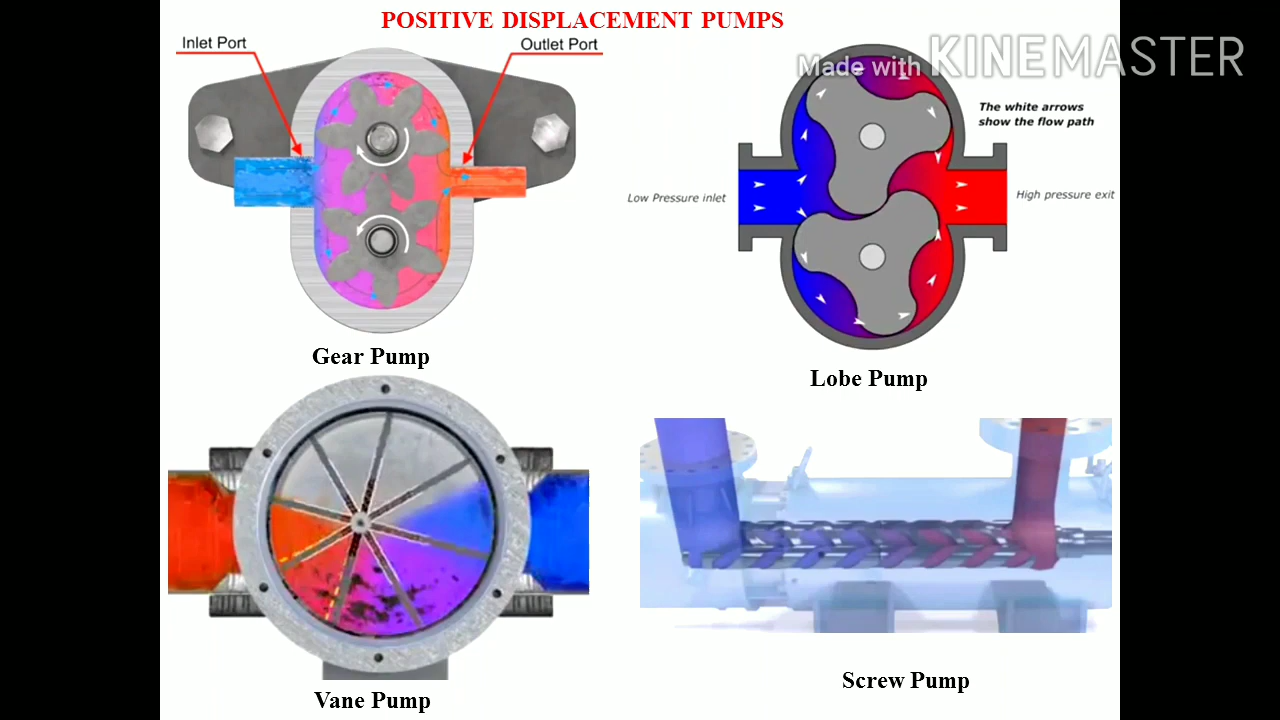 POSITIVE DISPLACEMENT PUMPS
Made with KINEMASTER
Inlet Port
Outlet Port
The white arrows
show the flow path
Low Pressure inlet
High pressure exit
Gear Pump
Lobe Pump
Vane Pump
Screw Pump